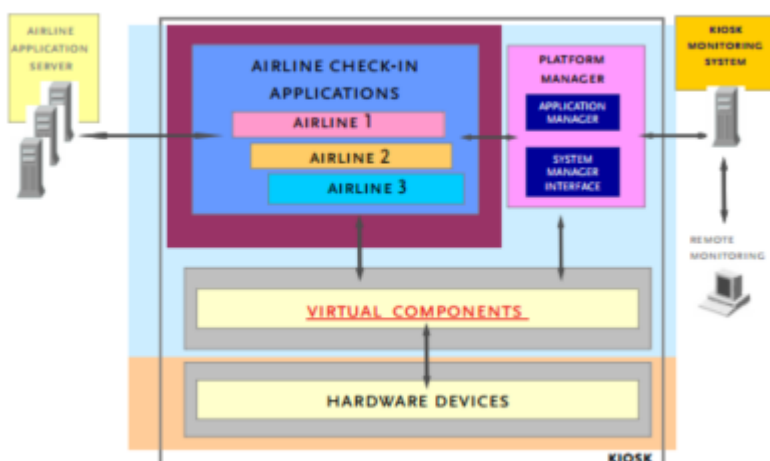 AIRLINE
APPLICATION
SERVER
AIRLINE CHECK-IN
APPLICATIONS
AIRLINE 1
AIRLINE 2
AIRLINE 3
PLATFORM
MANAGER
APPLICATION
MANAGER
SYSTEM
MANAGER
INTERFACE
KIOSK
MONITORING
SYSTEM
REMOTE
MONITORING
VIRTUAL COMPONENTS
HARDWARE DEVICES
KIOSK